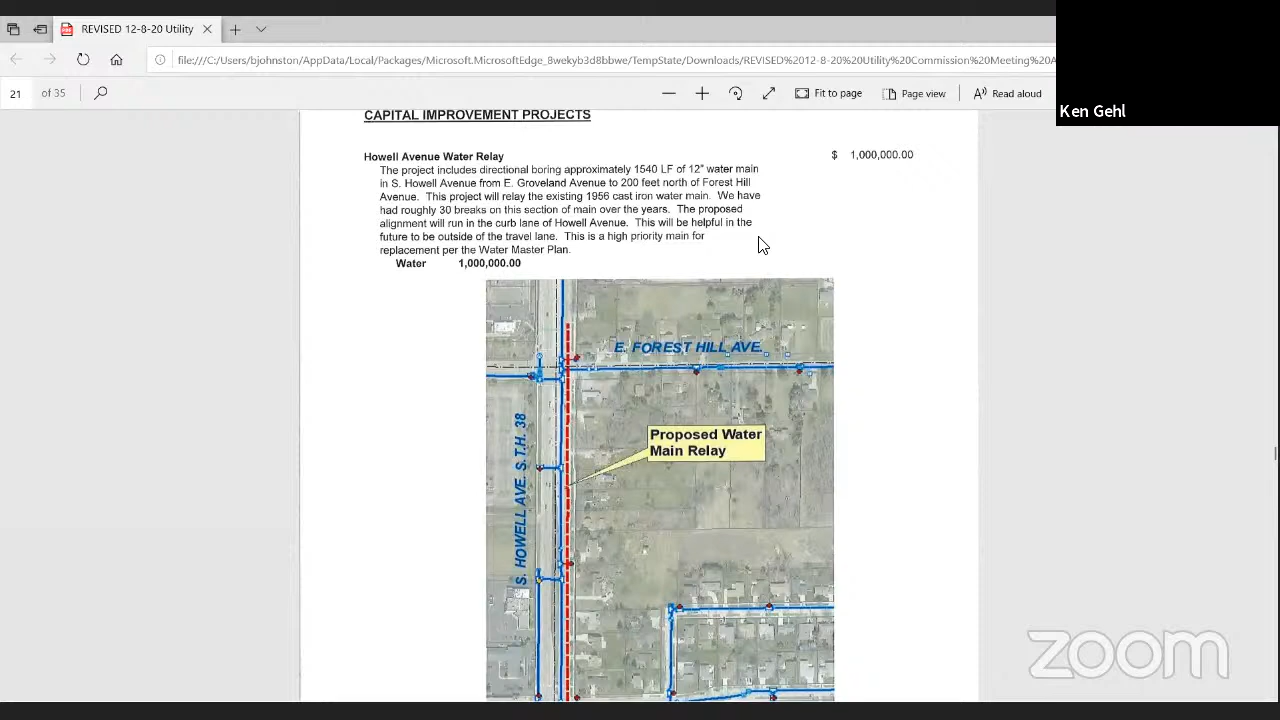 REVISED 12-8-20 Utility
file:///C:/Users/bjohnston/AppData/Local/Packages/Microsoft.MicrosoftEdge_8wekyb3d8bbwe/TempState/Downloads/REVISED%2012-8-20%20Utility%20Commission%20Meeting%20A
Ken Gehl
21 of 35
Fit to page
Page view
Read aloud
CAPITAL IMPROVEMENT PROJECTS
Howell Avenue Water Relay $ 1,000,000.00
The project includes directional boring approximately 1540 LF of 12" water main
in S. Howell Avenue from E. Groveland Avenue to 200 feet north of Forest Hill
Avenue. This project will relay the existing 1956 cast iron water main. We have
had roughly 30 breaks on this section of main over the years. The proposed
alignment will run in the curb lane of Howell Avenue. This will be helpful in the
future to be outside of the travel lane. This is a high priority main for
replacement per the Water Master Plan.
Water 1,000,000.00
E. FOREST HILL AVE.
S. HOWELL AVE. S.T.H. 38
Proposed Water
Main Relay
zoom